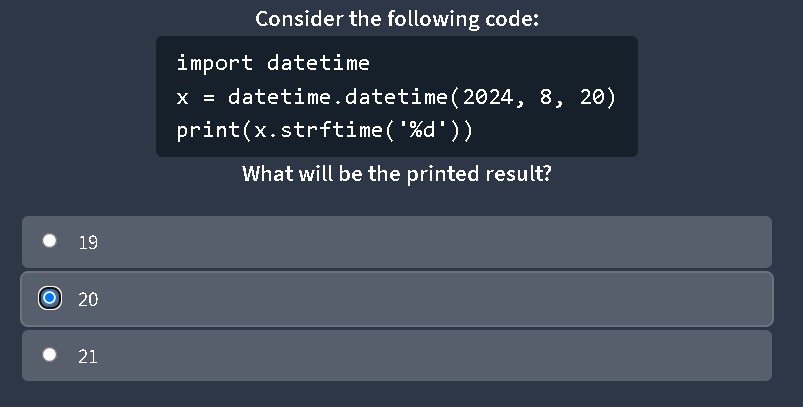 Consider the following code:
import datetime
x = datetime.datetime(2024, 8, 20)
print(x.strftime('%d'))
What will be the printed result?
19
20
21